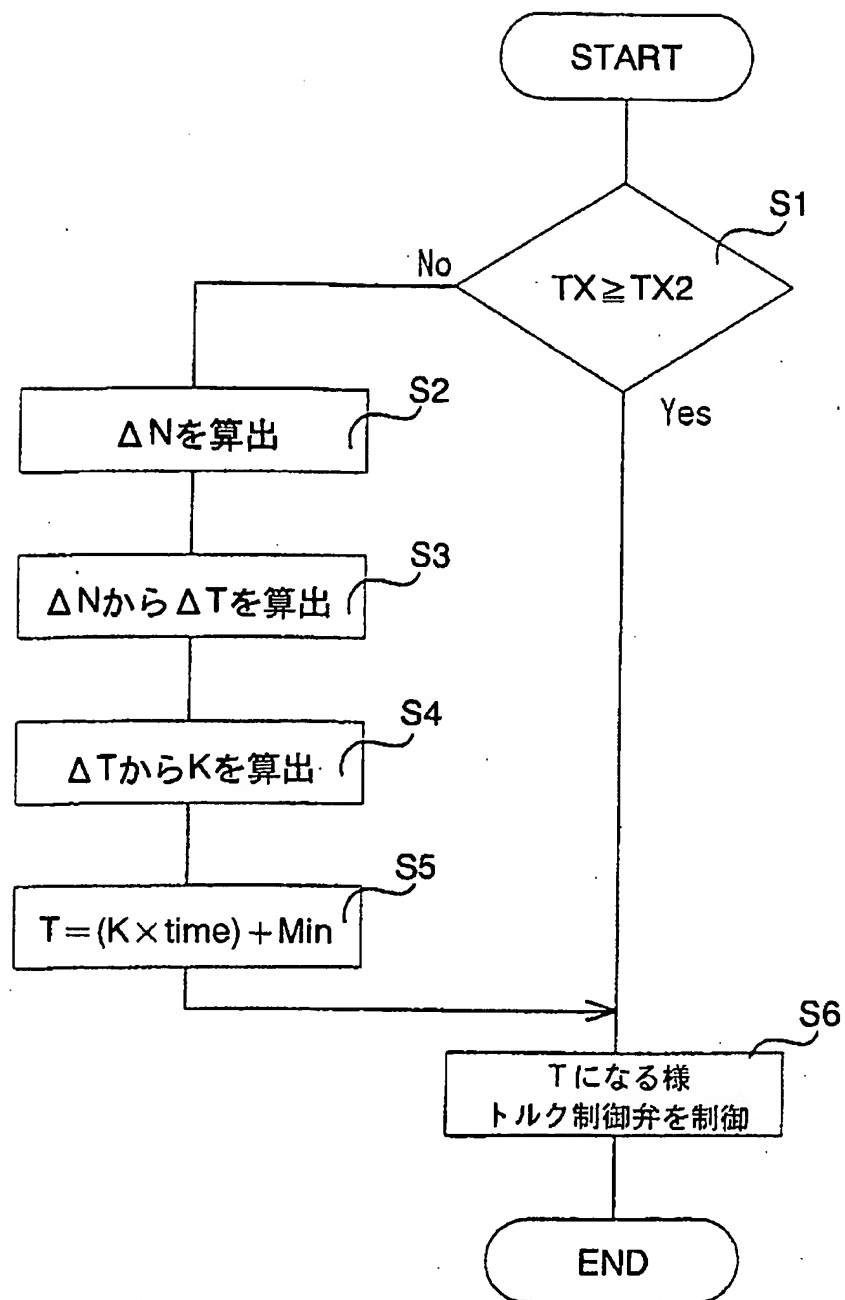 START
S1
TX≧TX2
No
Yes
S2
ΔNを算出
S3
ΔNからΔTを算出
S4
ΔTからKを算出
S5
T=(K×time)+Min
S6
Tになる様
トルク制御弁を制御
END